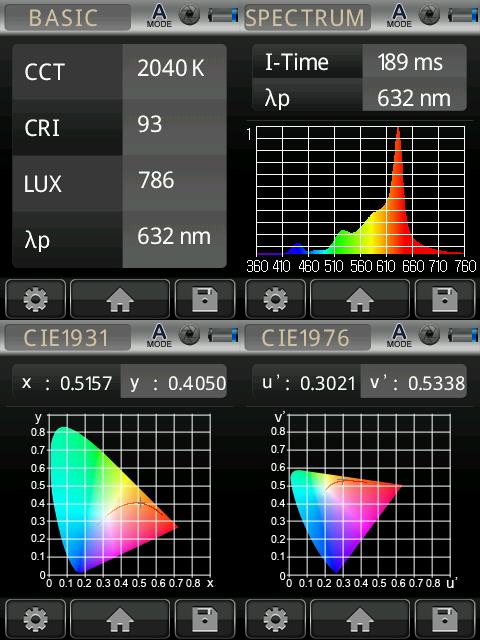 BASIC
A
MODE
CCT 2040 K
CRI 93
LUX 786
λp 632 nm
SPECTRUM
A
MODE
I-Time 189 ms
λp 632 nm
1
360 410 460 510 560 610 660 710 760
CIE1931
A
MODE
x : 0.5157 y : 0.4050
y
0.8
0.7
0.6
0.5
0.4
0.3
0.2
0.1
0
0 0.1 0.2 0.3 0.4 0.5 0.6 0.7 0.8 x
CIE1976
A
MODE
u' : 0.3021 v' : 0.5338
v'
0.8
0.7
0.6
0.5
0.4
0.3
0.2
0.1
0
0 0.1 0.2 0.3 0.4 0.5 0.6 0.7 0.8 u'